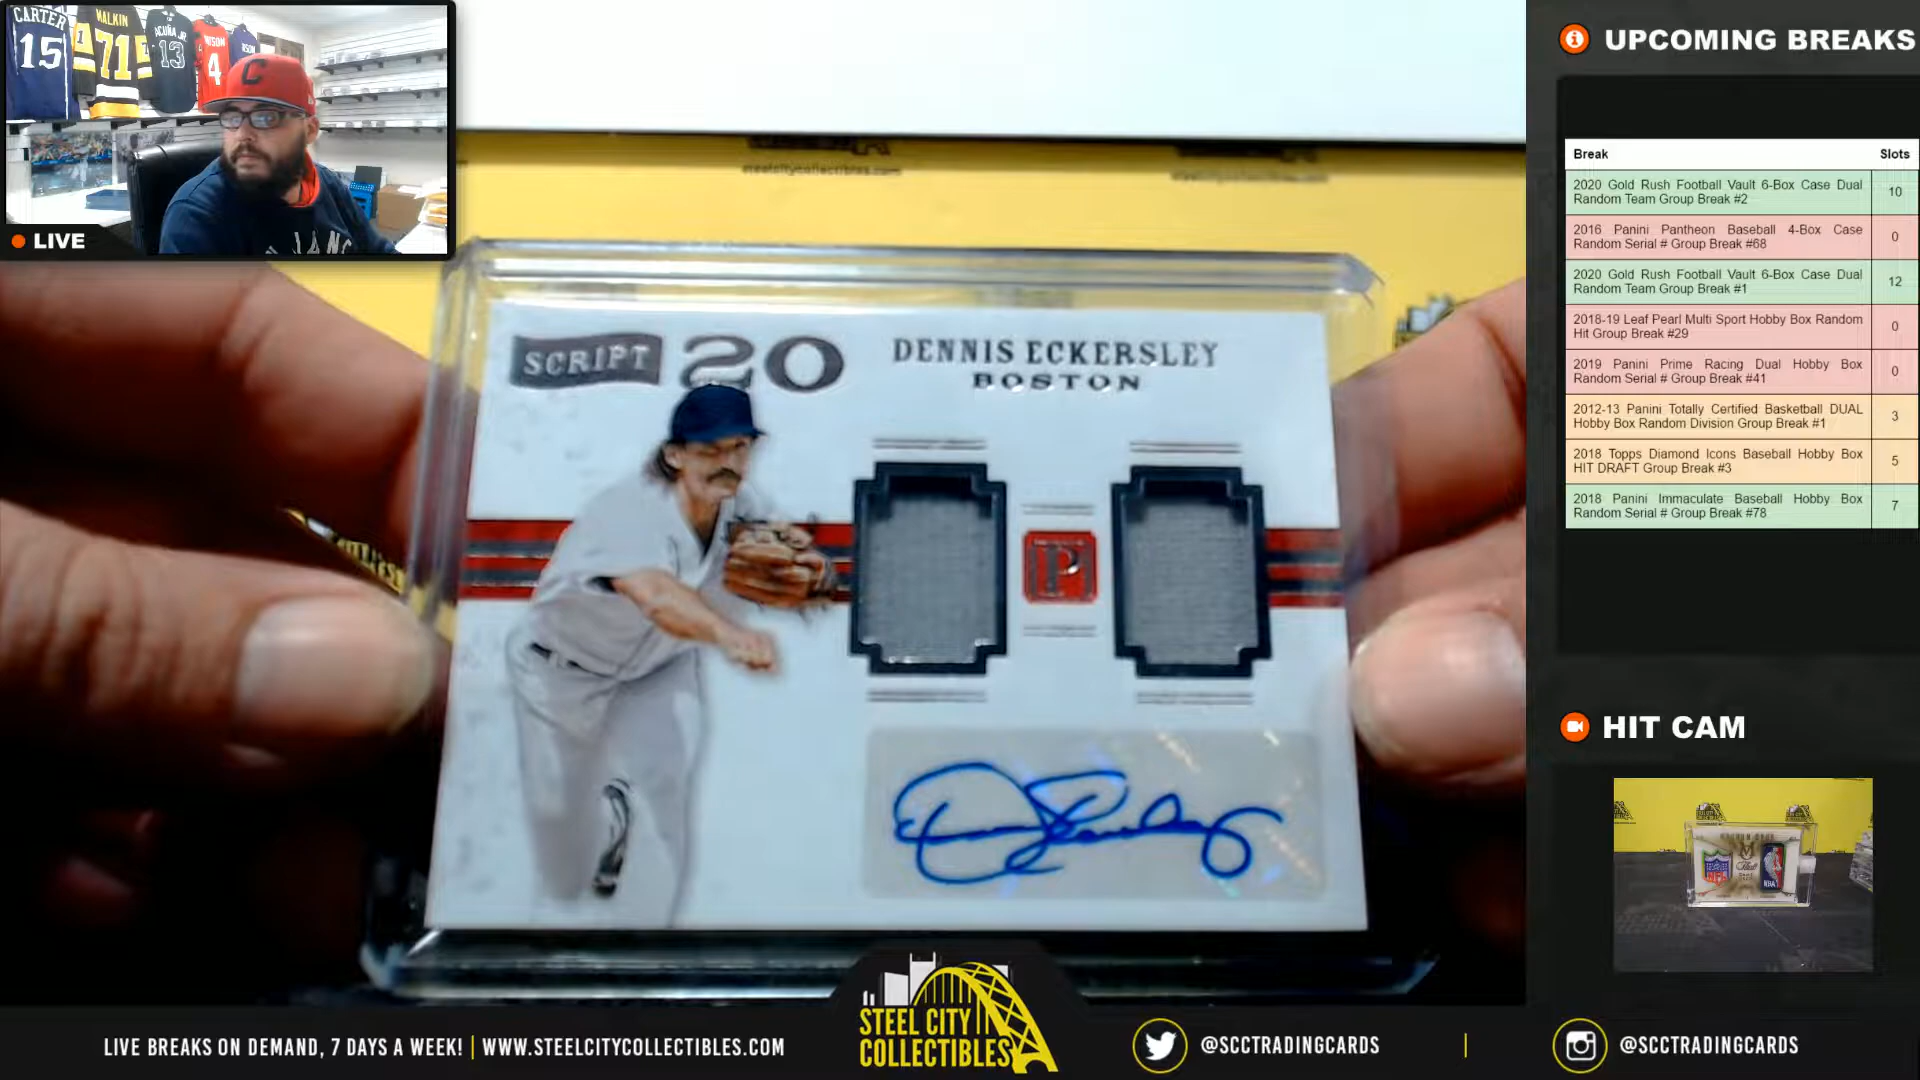 CARTER
15
MALKIN
71
ACUÑA JR
13
4
C
LIVE
steelcitycollectibles.com
SCRIPT 20
DENNIS ECKERSLEY
BOSTON
P
UPCOMING BREAKS
Break Slots
2020 Gold Rush Football Vault 6-Box Case Dual
Random Team Group Break #2
10
2016 Panini Pantheon Baseball 4-Box Case
Random Serial # Group Break #68
0
2020 Gold Rush Football Vault 6-Box Case Dual
Random Team Group Break #1
12
2018-19 Leaf Pearl Multi Sport Hobby Box Random
Hit Group Break #29
0
2019 Panini Prime Racing Dual Hobby Box
Random Serial # Group Break #41
0
2012-13 Panini Totally Certified Basketball DUAL
Hobby Box Random Division Group Break #1
3
2018 Topps Diamond Icons Baseball Hobby Box
HIT DRAFT Group Break #3
5
2018 Panini Immaculate Baseball Hobby Box
Random Serial # Group Break #78
7
HIT CAM
NFL
NBA
LIVE BREAKS ON DEMAND, 7 DAYS A WEEK! | WWW.STEELCITYCOLLECTIBLES.COM
STEEL CITY
COLLECTIBLES
@SCCTRADINGCARDS | @SCCTRADINGCARDS